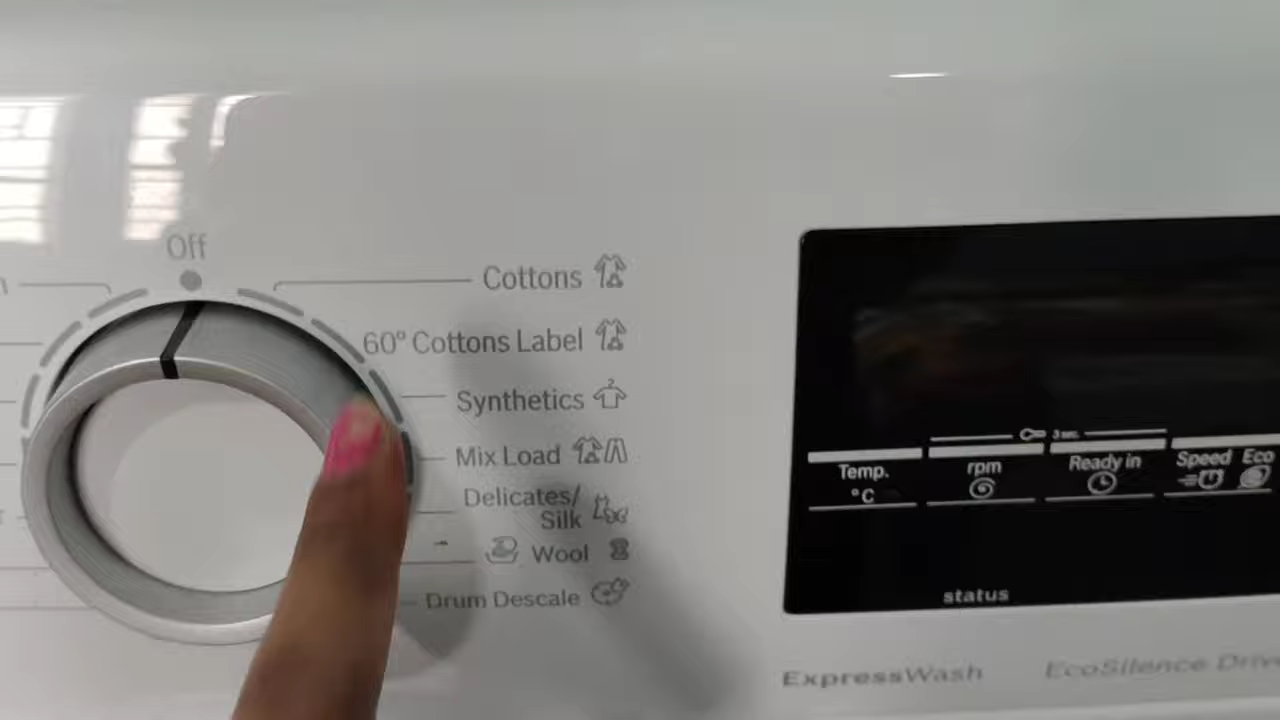 Off
Cottons
60° Cottons Label
Synthetics
Mix Load
Delicates/
Silk
Wool
Drum Descale
3 sec.
Temp.
°C
rpm
Ready in
Speed
Eco
status
ExpressWash
EcoSilence